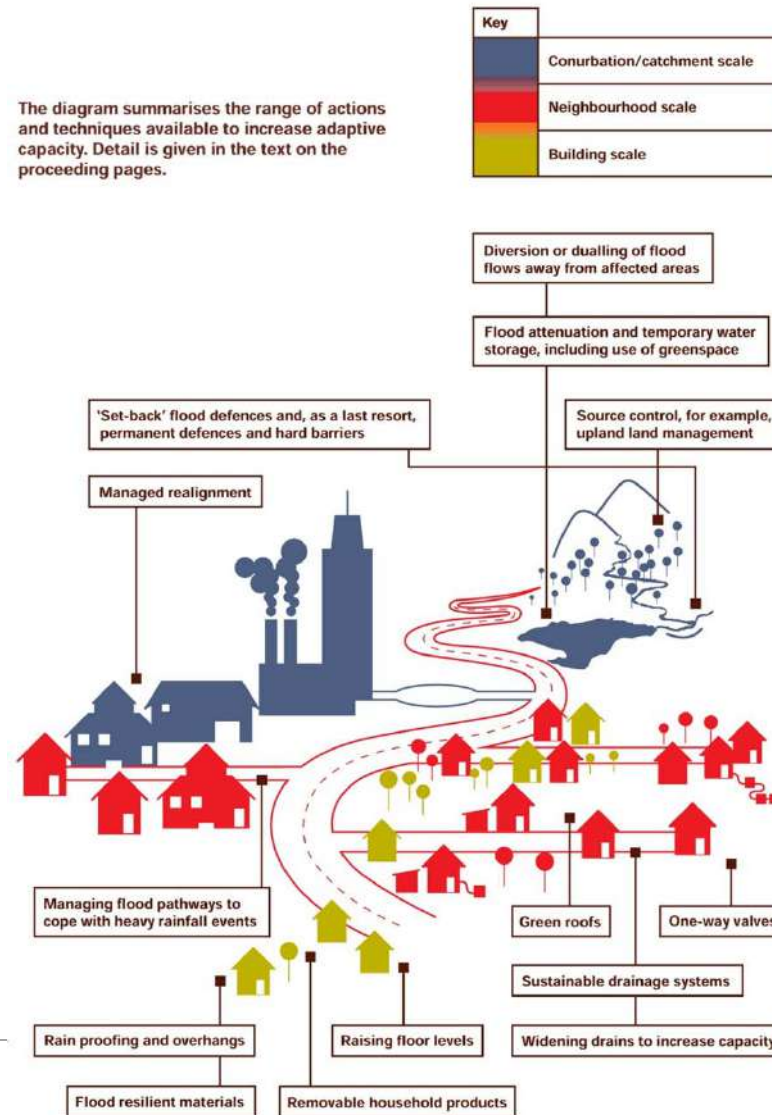 Key
Conurbation/catchment scale
Neighbourhood scale
Building scale
The diagram summarises the range of actions
and techniques available to increase adaptive
capacity. Detail is given in the text on the
proceeding pages.
Diversion or dualling of flood
flows away from affected areas
Flood attenuation and temporary water
storage, including use of greenspace
'Set-back' flood defences and, as a last resort,
permanent defences and hard barriers
Source control, for example,
upland land management
Managed realignment
Managing flood pathways to
cope with heavy rainfall events
Green roofs
One-way valves
Sustainable drainage systems
Rain proofing and overhangs
Raising floor levels
Widening drains to increase capacity
Flood resilient materials
Removable household products